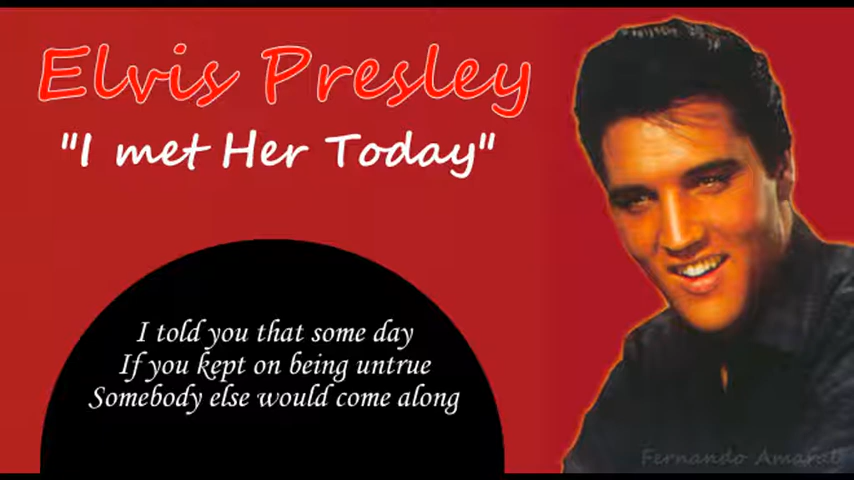 Elvis Presley
"I met Her Today"
I told you that some day
If you kept on being untrue
Somebody else would come along
Fernando Amaral